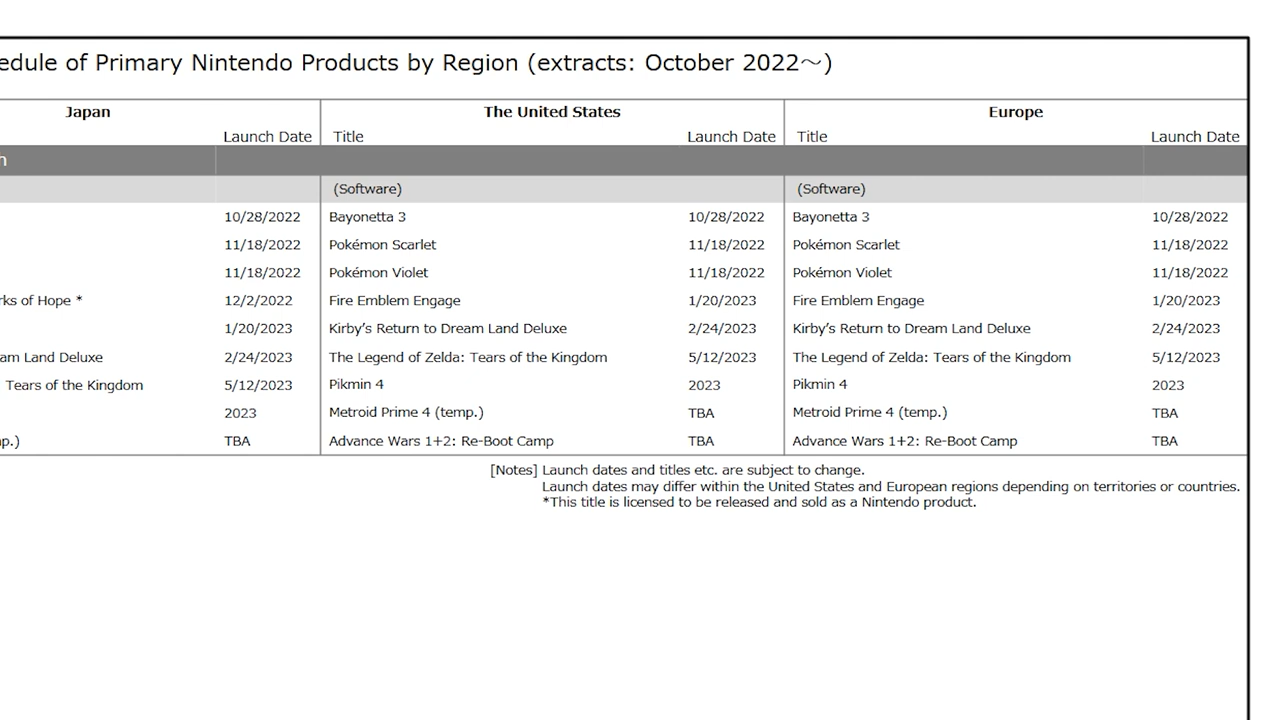 edule of Primary Nintendo Products by Region (extracts: October 2022～)
Japan The United States Europe
Launch Date Title Launch Date Title Launch Date
(Software) (Software)
10/28/2022 Bayonetta 3 10/28/2022 Bayonetta 3 10/28/2022
11/18/2022 Pokémon Scarlet 11/18/2022 Pokémon Scarlet 11/18/2022
11/18/2022 Pokémon Violet 11/18/2022 Pokémon Violet 11/18/2022
rks of Hope * 12/2/2022 Fire Emblem Engage 1/20/2023 Fire Emblem Engage 1/20/2023
1/20/2023 Kirby’s Return to Dream Land Deluxe 2/24/2023 Kirby’s Return to Dream Land Deluxe 2/24/2023
am Land Deluxe 2/24/2023 The Legend of Zelda: Tears of the Kingdom 5/12/2023 The Legend of Zelda: Tears of the Kingdom 5/12/2023
Tears of the Kingdom 5/12/2023 Pikmin 4 2023 Pikmin 4 2023
2023 Metroid Prime 4 (temp.) TBA Metroid Prime 4 (temp.) TBA
p.) TBA Advance Wars 1+2: Re-Boot Camp TBA Advance Wars 1+2: Re-Boot Camp TBA
[Notes] Launch dates and titles etc. are subject to change.
Launch dates may differ within the United States and European regions depending on territories or countries.
*This title is licensed to be released and sold as a Nintendo product.